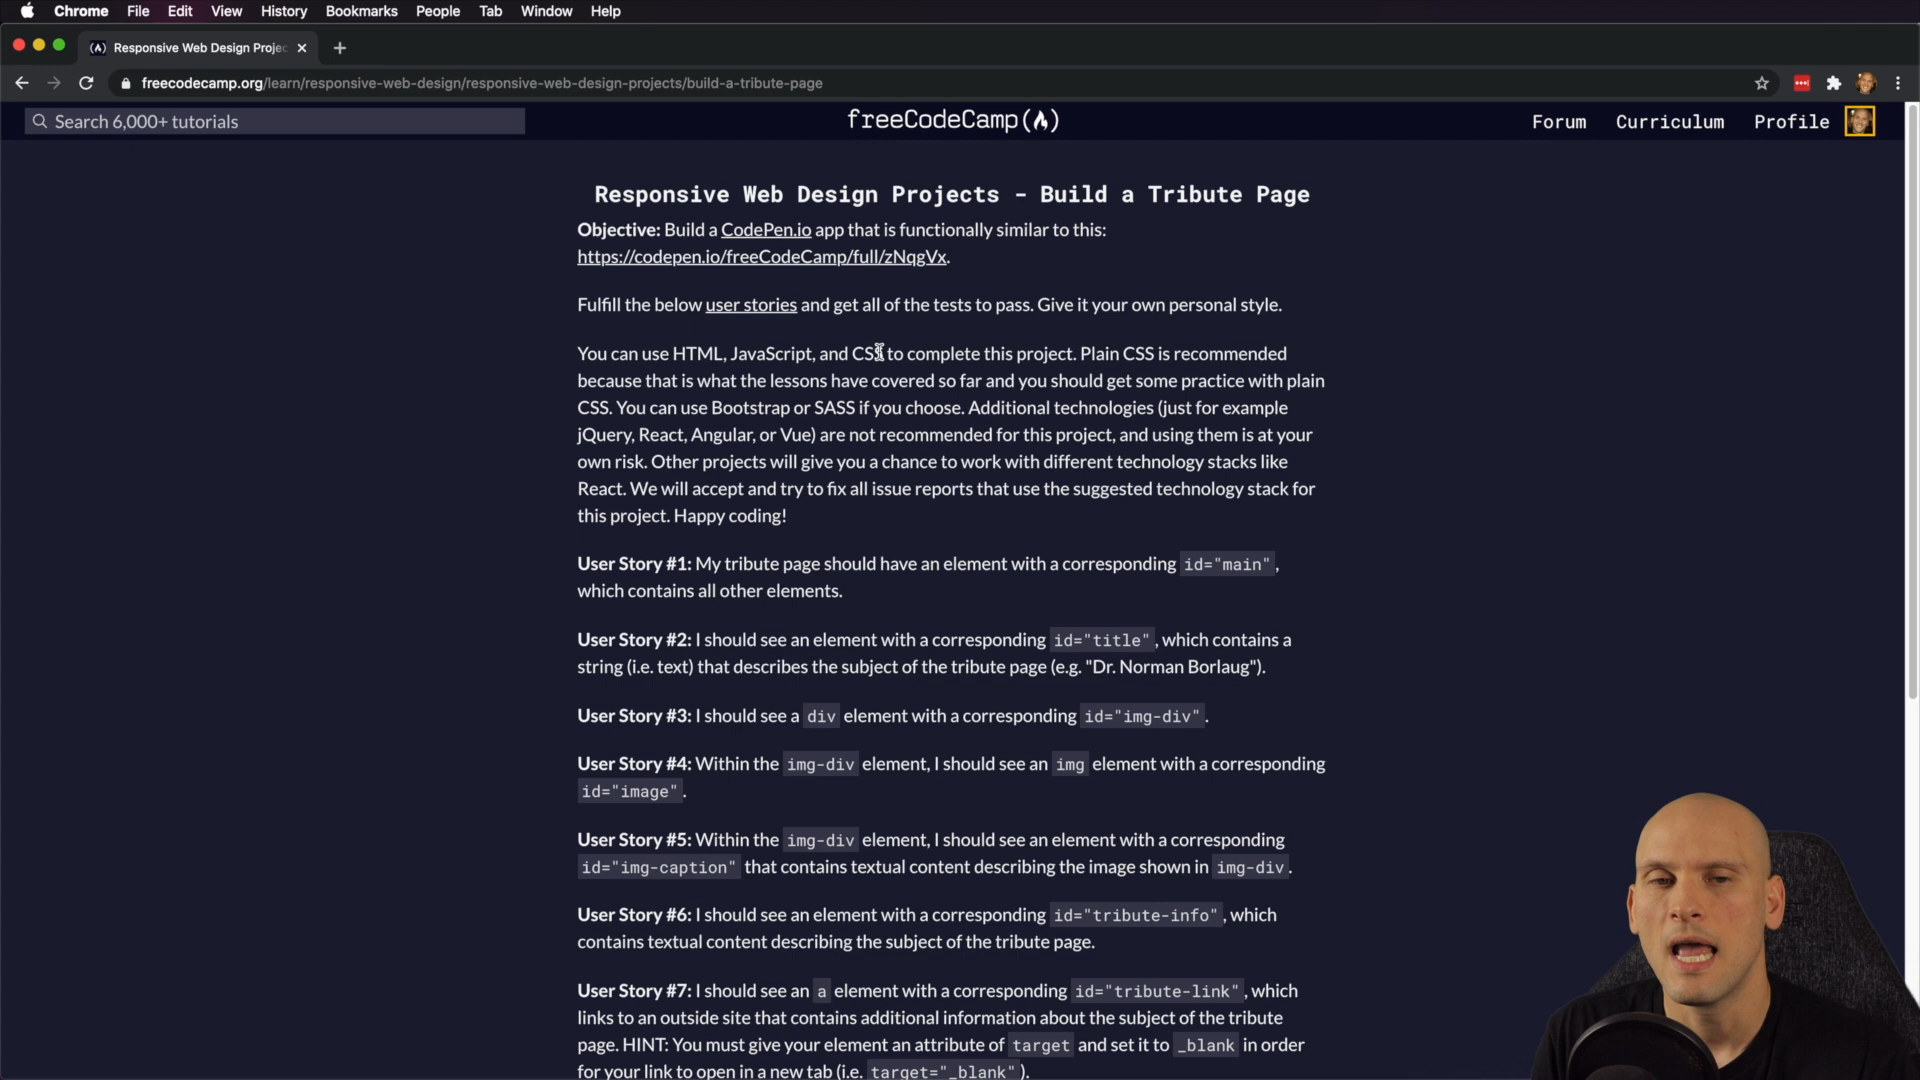 Chrome File Edit View History Bookmarks People Tab Window Help
(A) Responsive Web Design Projec
freecodecamp.org/learn/responsive-web-design/responsive-web-design-projects/build-a-tribute-page
Search 6,000+ tutorials
freeCodeCamp
Forum Curriculum Profile
Responsive Web Design Projects - Build a Tribute Page
Objective: Build a CodePen.io app that is functionally similar to this:
https://codepen.io/freeCodeCamp/full/zNqgVx.
Fulfill the below user stories and get all of the tests to pass. Give it your own personal style.
You can use HTML, JavaScript, and CSS to complete this project. Plain CSS is recommended
because that is what the lessons have covered so far and you should get some practice with plain
CSS. You can use Bootstrap or SASS if you choose. Additional technologies (just for example
jQuery, React, Angular, or Vue) are not recommended for this project, and using them is at your
own risk. Other projects will give you a chance to work with different technology stacks like
React. We will accept and try to fix all issue reports that use the suggested technology stack for
this project. Happy coding!
User Story #1: My tribute page should have an element with a corresponding id="main",
which contains all other elements.
User Story #2: I should see an element with a corresponding id="title", which contains a
string (i.e. text) that describes the subject of the tribute page (e.g. "Dr. Norman Borlaug").
User Story #3: I should see a div element with a corresponding id="img-div".
User Story #4: Within the img-div element, I should see an img element with a corresponding
id="image".
User Story #5: Within the img-div element, I should see an element with a corresponding
id="img-caption" that contains textual content describing the image shown in img-div.
User Story #6: I should see an element with a corresponding id="tribute-info", which
contains textual content describing the subject of the tribute page.
User Story #7: I should see an a element with a corresponding id="tribute-link", which
links to an outside site that contains additional information about the subject of the tribute
page. HINT: You must give your element an attribute of target and set it to _blank in order
for your link to open in a new tab (i.e. target="_blank").